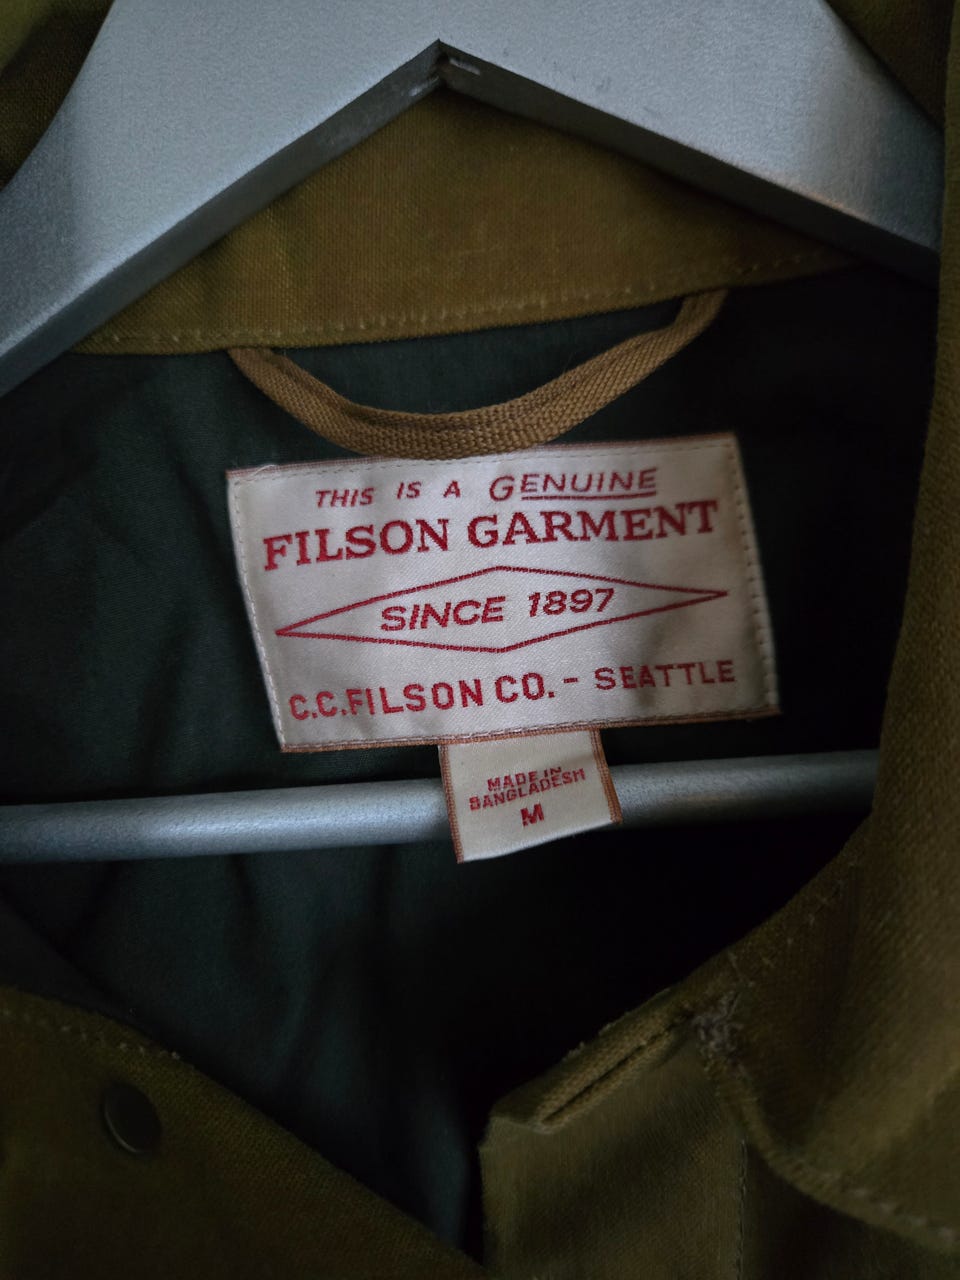 THIS IS A GENUINE
FILSON GARMENT
SINCE 1897
C.C.FILSON CO. - SEATTLE
MADE IN
BANGLADESH
M